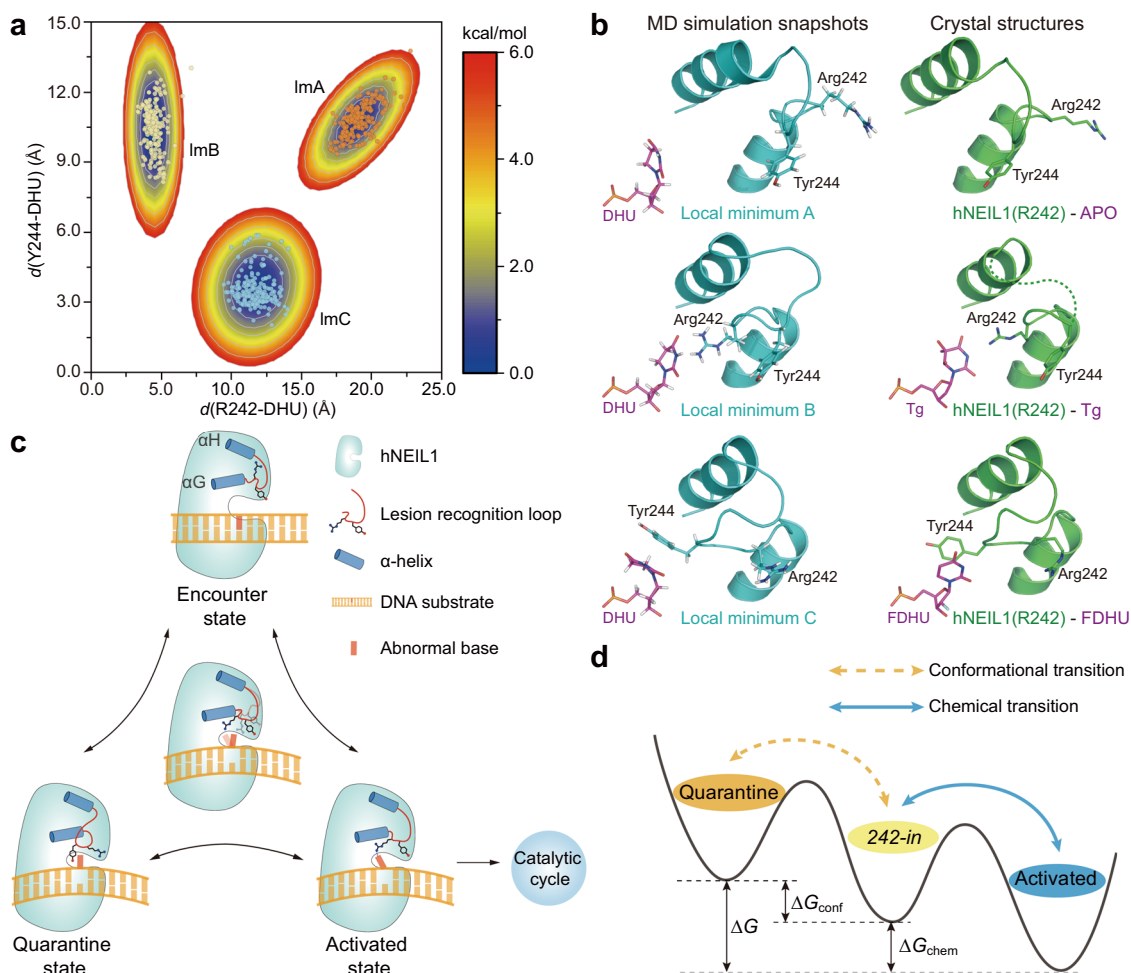 a
kcal/mol
15.0
12.0
9.0
6.0
3.0
0.0
d(Y244-DHU) (Å)
lmA
lmB
lmC
0.0 5.0 10.0 15.0 20.0 25.0
d(R242-DHU) (Å)
6.0
4.0
2.0
0.0
b
MD simulation snapshots
Crystal structures
Arg242
Tyr244
DHU
Local minimum A
Arg242
Tyr244
hNEIL1(R242) - APO
Arg242
Tyr244
DHU
Local minimum B
Arg242
Tyr244
Tg
hNEIL1(R242) - Tg
Tyr244
Arg242
DHU
Local minimum C
Tyr244
Arg242
FDHU
hNEIL1(R242) - FDHU
c
αH
αG
Encounter
state
hNEIL1
Lesion recognition loop
α-helix
DNA substrate
Abnormal base
Quarantine
state
Activated
state
Catalytic
cycle
d
Conformational transition
Chemical transition
Quarantine
242-in
Activated
ΔG
ΔGconf
ΔGchem